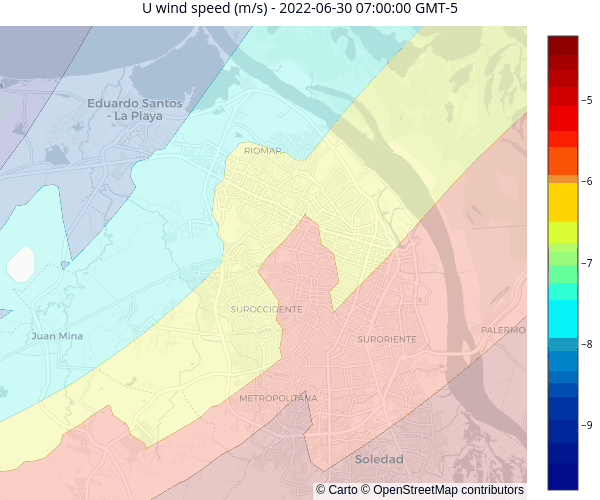 U wind speed (m/s) - 2022-06-30 07:00:00 GMT-5
Eduardo Santos
- La Playa
RIOMAR
SUROCCIDENTE
Juan Mina
SURORIENTE
PALERMO
METROPOLITANA
Soledad
© Carto © OpenStreetMap contributors
−5
−6
−7
−8
−9